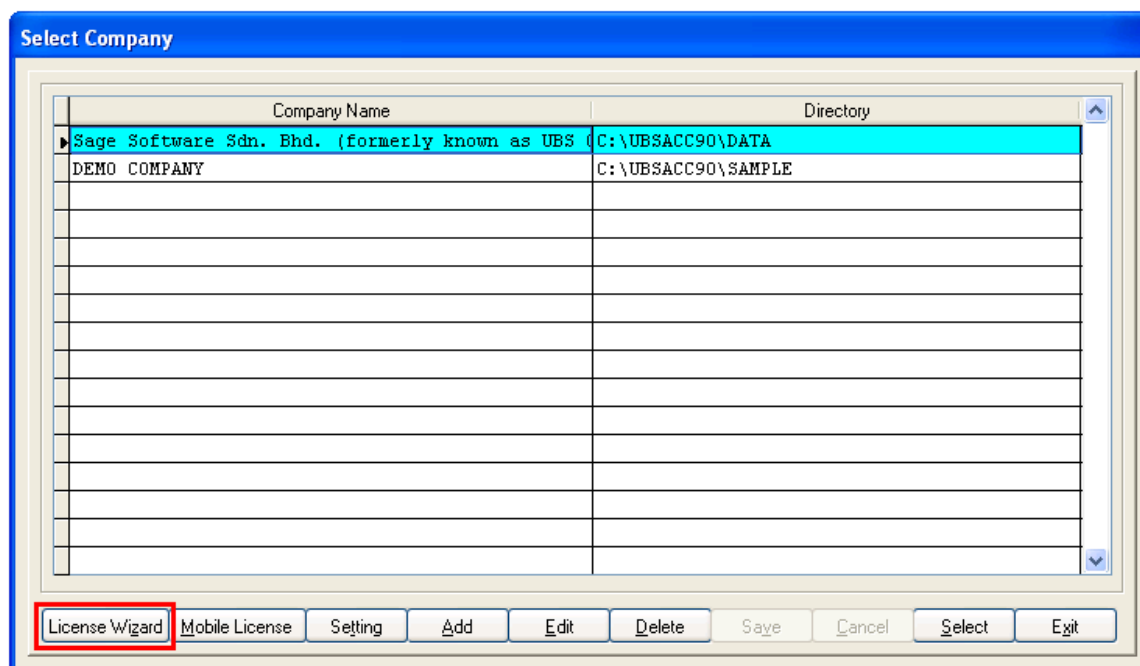 Select Company
Company Name Directory
Sage Software Sdn. Bhd. (formerly known as UBS ( C:\UBSACC90\DATA
DEMO COMPANY C:\UBSACC90\SAMPLE
License Wizard Mobile License Setting Add Edit Delete Save Cancel Select Exit